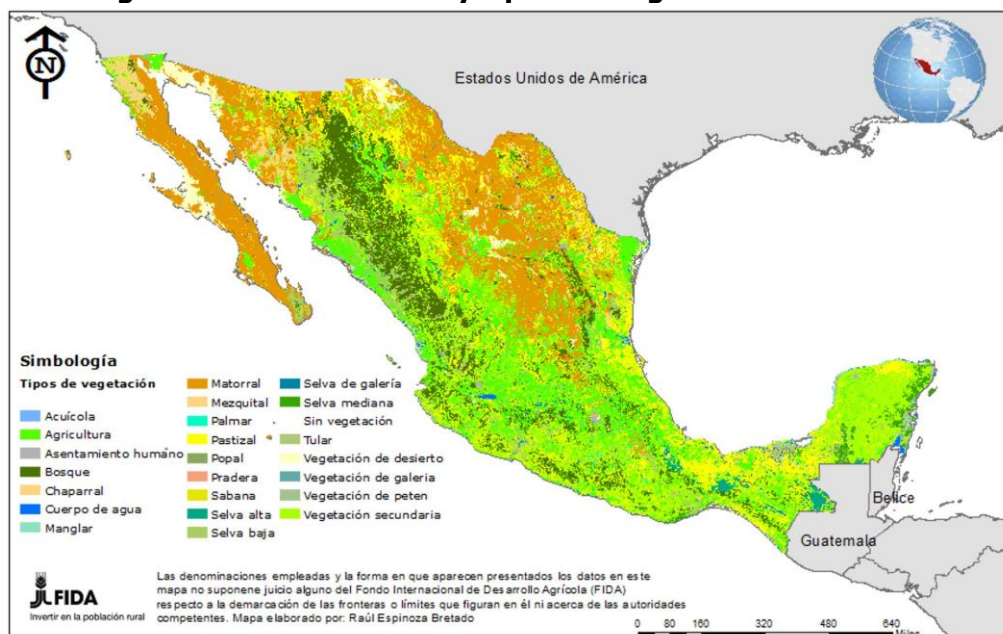 N
Estados Unidos de América
Belice
Guatemala
Simbología
Tipos de vegetación
Acuícola
Agricultura
Asentamiento humano
Bosque
Chaparral
Cuerpo de agua
Manglar
Matorral
Mezquital
Palmar
Pastizal
Popal
Pradera
Sabana
Selva alta
Selva baja
Selva de galería
Selva mediana
Sin vegetación
Tular
Vegetación de desierto
Vegetación de galería
Vegetación de peten
Vegetación secundaria
FIDA
Invertir en la población rural
Las denominaciones empleadas y la forma en que aparecen presentados los datos en este
mapa no suponene juicio alguno del Fondo Internacional de Desarrollo Agrícola (FIDA)
respecto a la demarcación de las fronteras o límites que figuran en él ni acerca de las autoridades
competentes. Mapa elaborado por: Raúl Espinoza Bretado
0 80 160 320 480 640
Miles